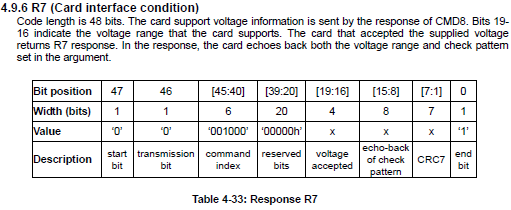 4.9.6 R7 (Card interface condition)
Code length is 48 bits. The card support voltage information is sent by the response of CMD8. Bits 19-
16 indicate the voltage range that the card supports. The card that accepted the supplied voltage
returns R7 response. In the response, the card echoes back both the voltage range and check pattern
set in the argument.
Bit position 47 46 [45:40] [39:20] [19:16] [15:8] [7:1] 0
Width (bits) 1 1 6 20 4 8 7 1
Value '0' '0' '001000' '00000h' x x x '1'
Description start bit transmission bit command index reserved bits voltage accepted echo-back of check pattern CRC7 end bit
Table 4-33: Response R7